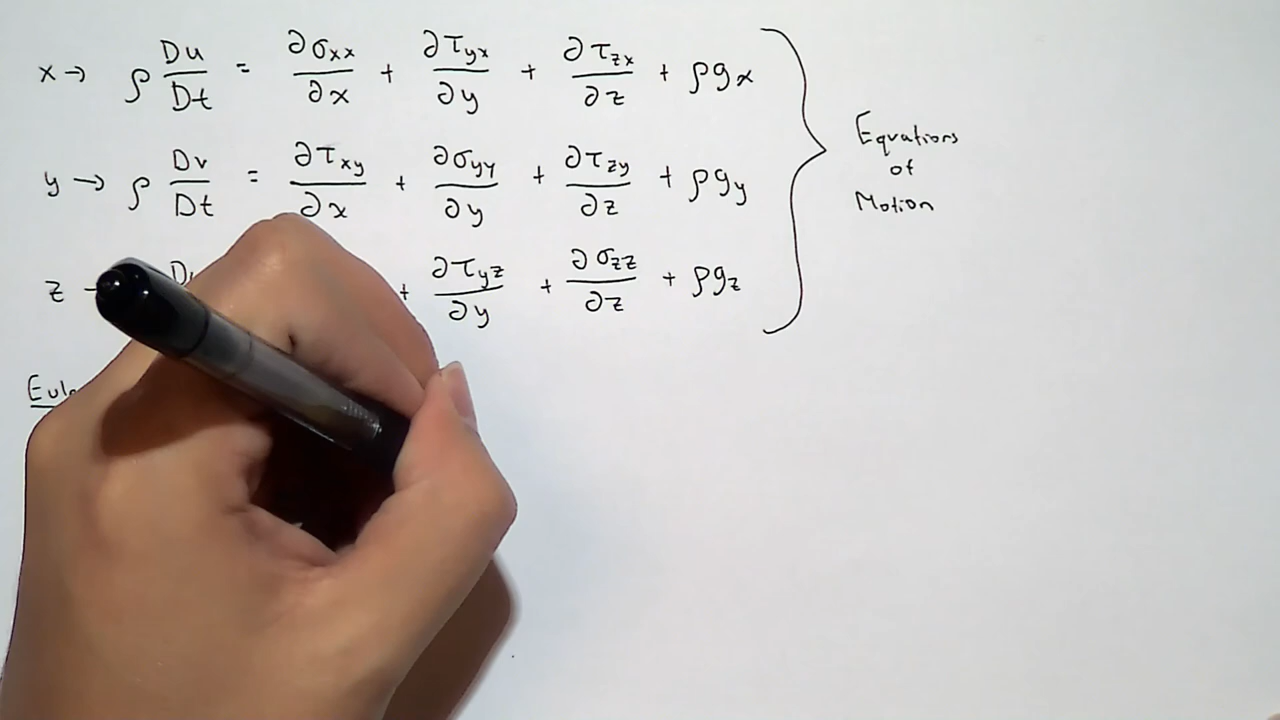 x → ρ Du/Dt = ∂σxx/∂x + ∂τyx/∂y + ∂τzx/∂z + ρgx
y → ρ Dv/Dt = ∂τxy/∂x + ∂σyy/∂y + ∂τzy/∂z + ρgy
z + ∂τyz/∂y + ∂σzz/∂z + ρgz
Equations
of
Motion